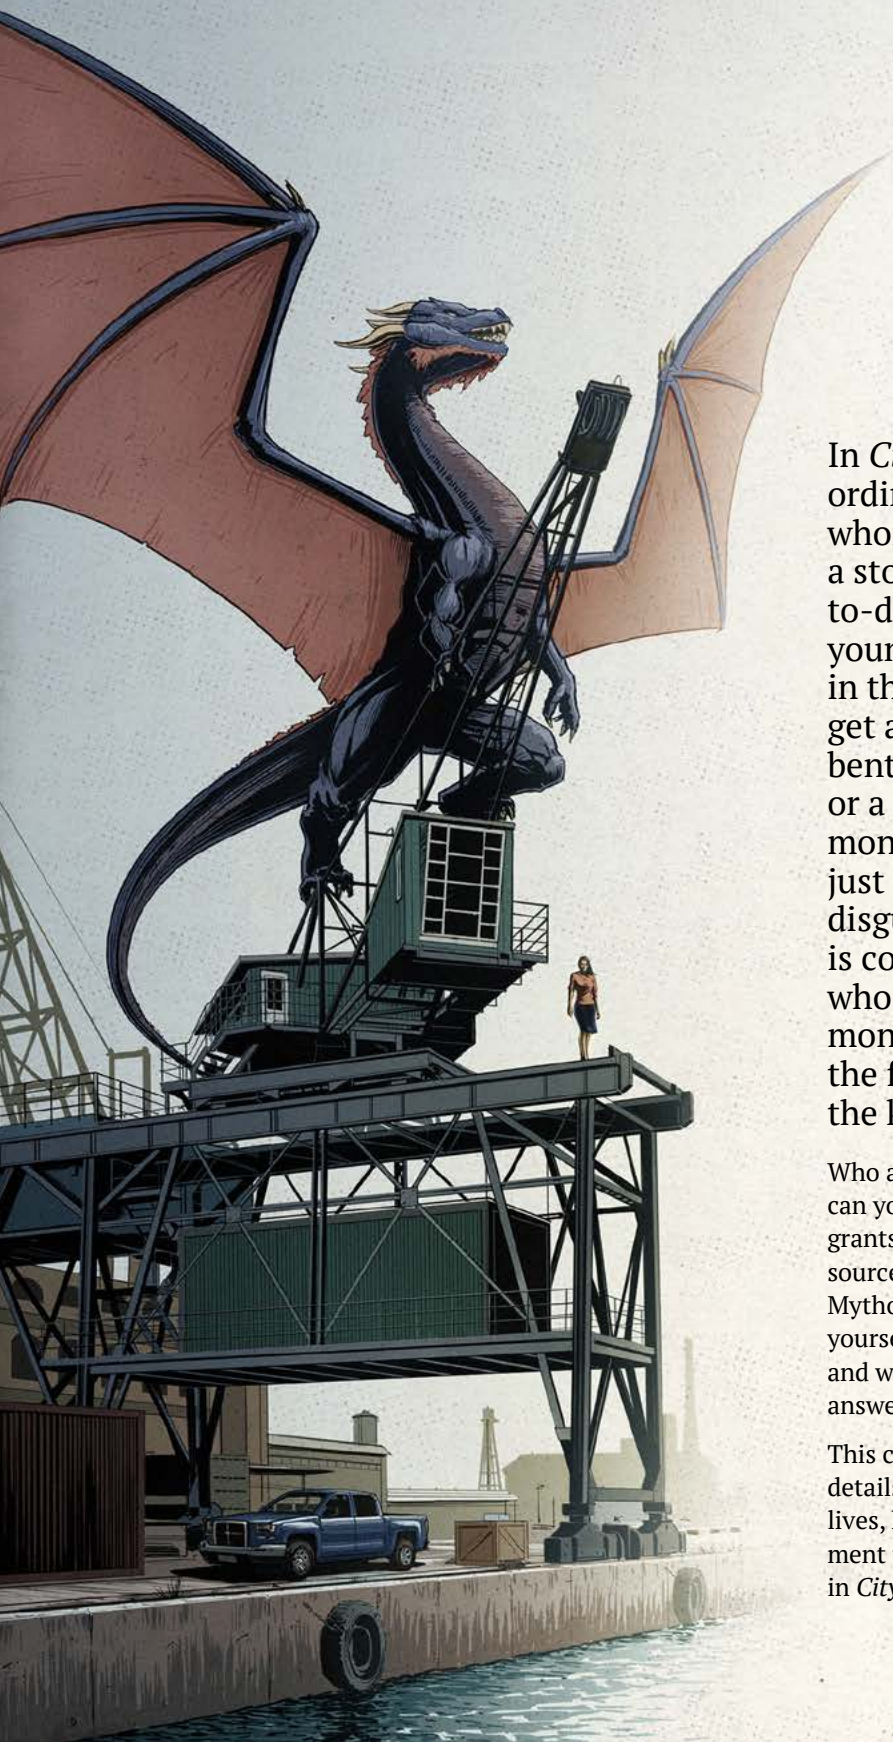 In C
ordin
who
a sto
to-d
your
in th
get a
bent
or a
mon
just
disgu
is co
who
mon
the f
the l
Who a
can yo
grants
source
Mytho
yourse
and w
answe
This c
details
lives,
ment
in City